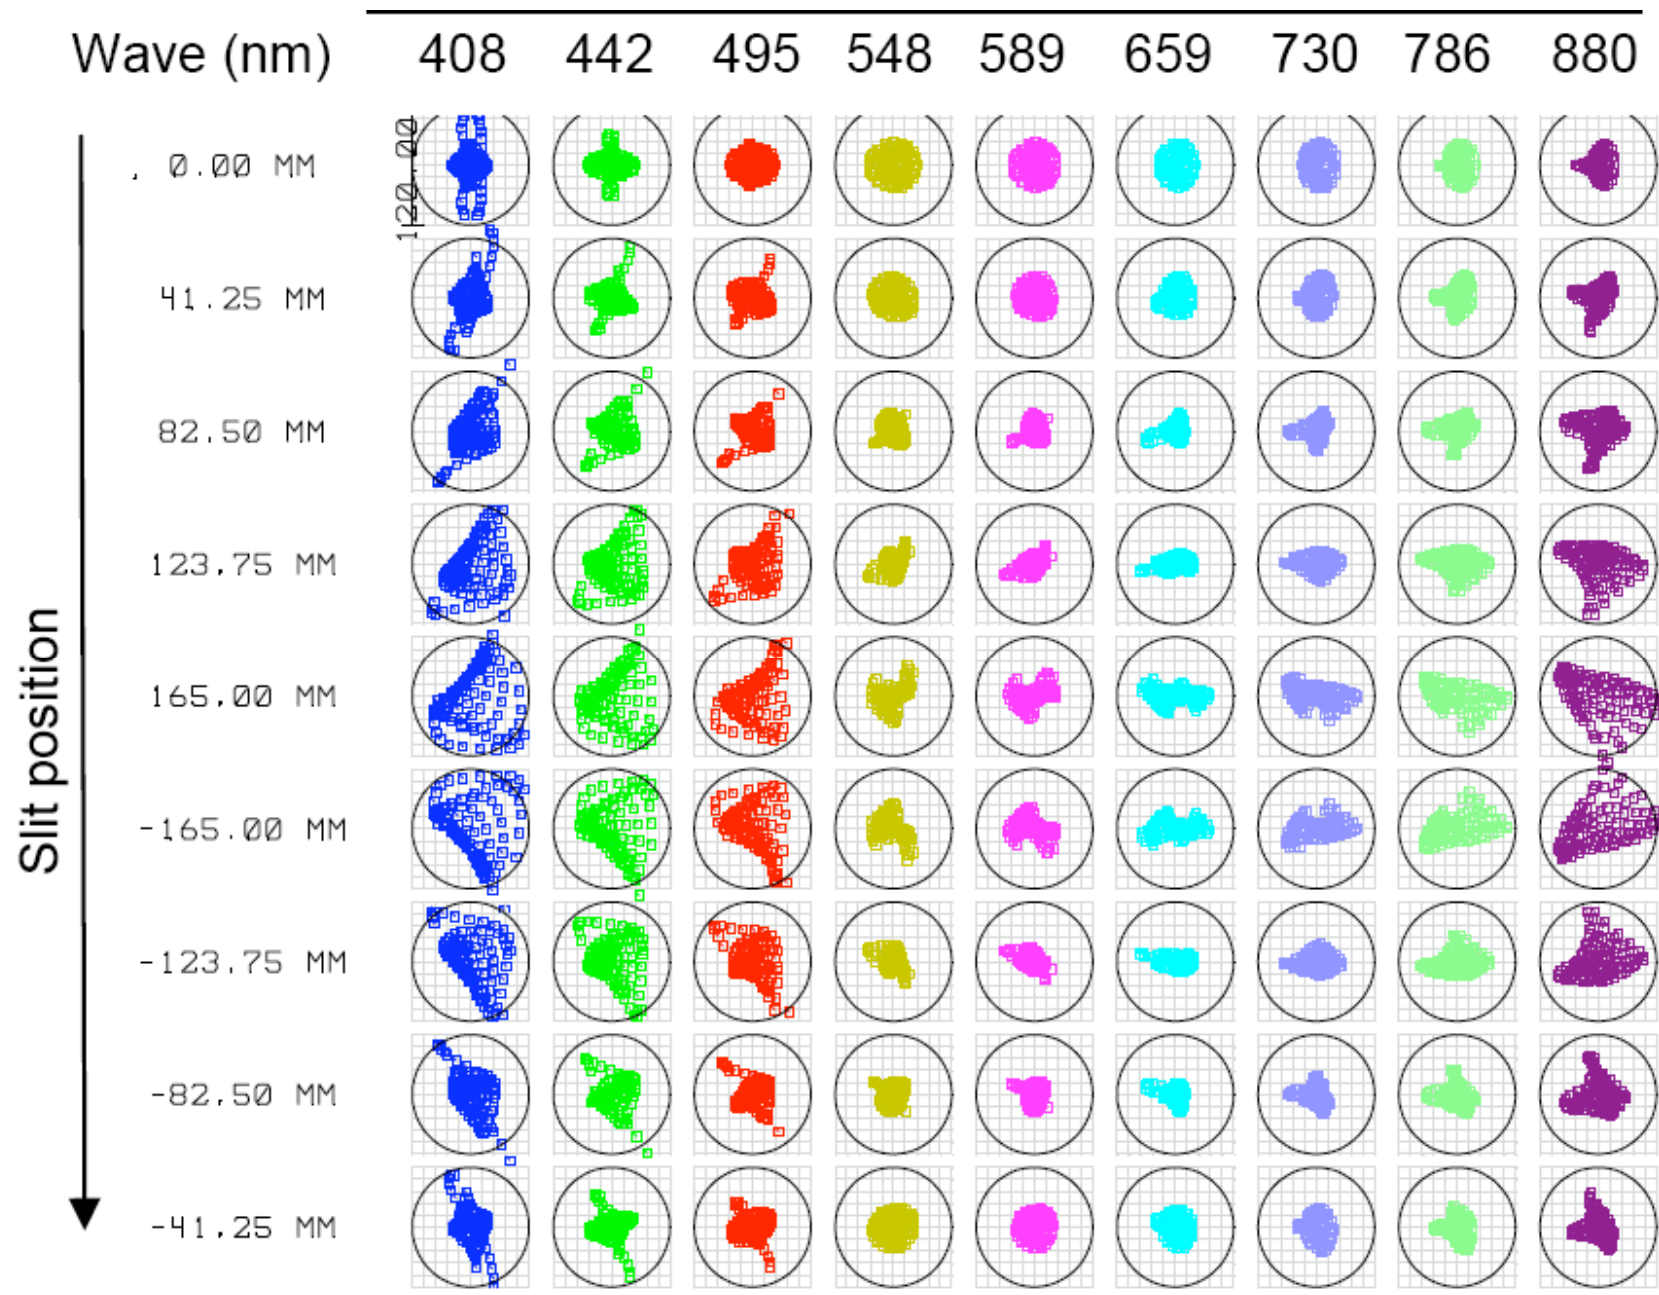 Wave (nm) 408 442 495 548 589 659 730 786 880
120.00
0.00 MM
41.25 MM
82.50 MM
123.75 MM
165.00 MM
-165.00 MM
-123.75 MM
-82.50 MM
-41.25 MM
Slit position